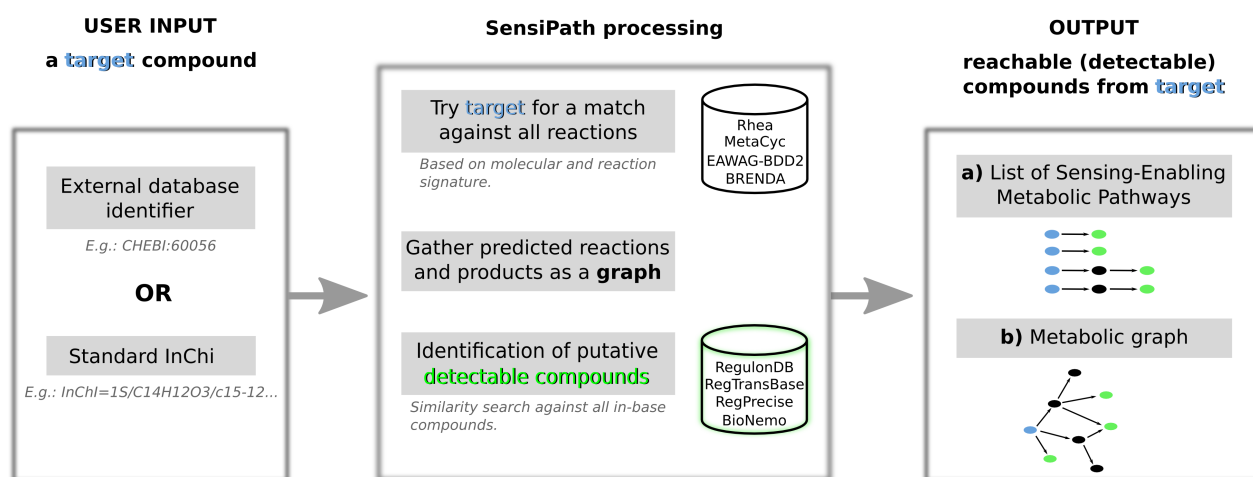 USER INPUT
a target compound
External database
identifier
E.g.: CHEBI:60056
OR
Standard InChi
E.g.: InChI=1S/C14H12O3/c15-12...
SensiPath processing
Try target for a match
against all reactions
Based on molecular and reaction
signature.
Rhea
MetaCyc
EAWAG-BDD2
BRENDA
Gather predicted reactions
and products as a graph
Identification of putative
detectable compounds
Similarity search against all in-base
compounds.
RegulonDB
RegTransBase
RegPrecise
BioNemo
OUTPUT
reachable (detectable)
compounds from target
a) List of Sensing-Enabling
Metabolic Pathways
b) Metabolic graph